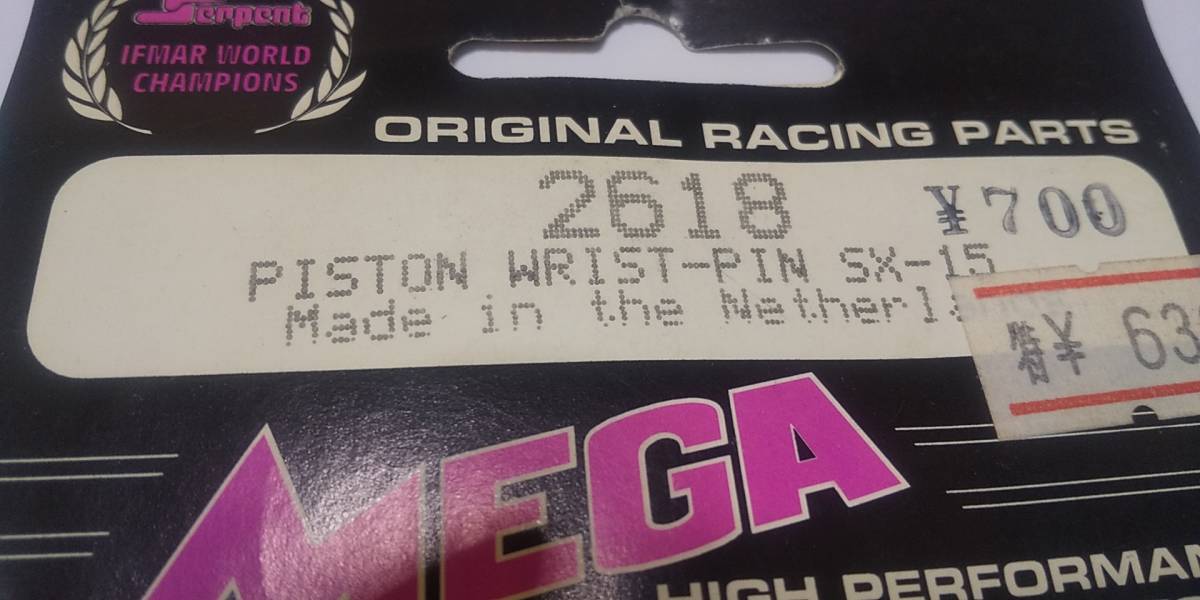 Serpent
IFMAR WORLD
CHAMPIONS
ORIGINAL RACING PARTS
2618
¥700
PISTON WRIST-PIN SX-15
Made in the Netherl
特¥ 63
MEGA
HIGH PERFORMAN